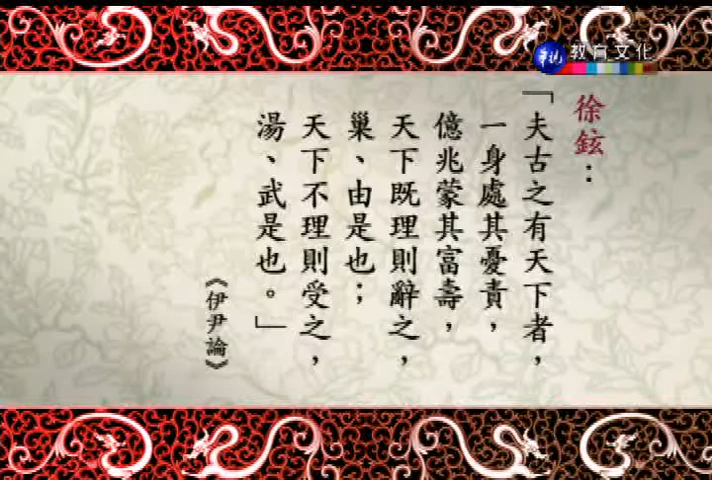 華視 教育文化
徐鉉：
「夫古之有天下者，
一身處其憂責，
億兆蒙其富壽，
天下既理則辭之，
巢、由是也；
天下不理則受之，
湯、武是也。」
《伊尹論》